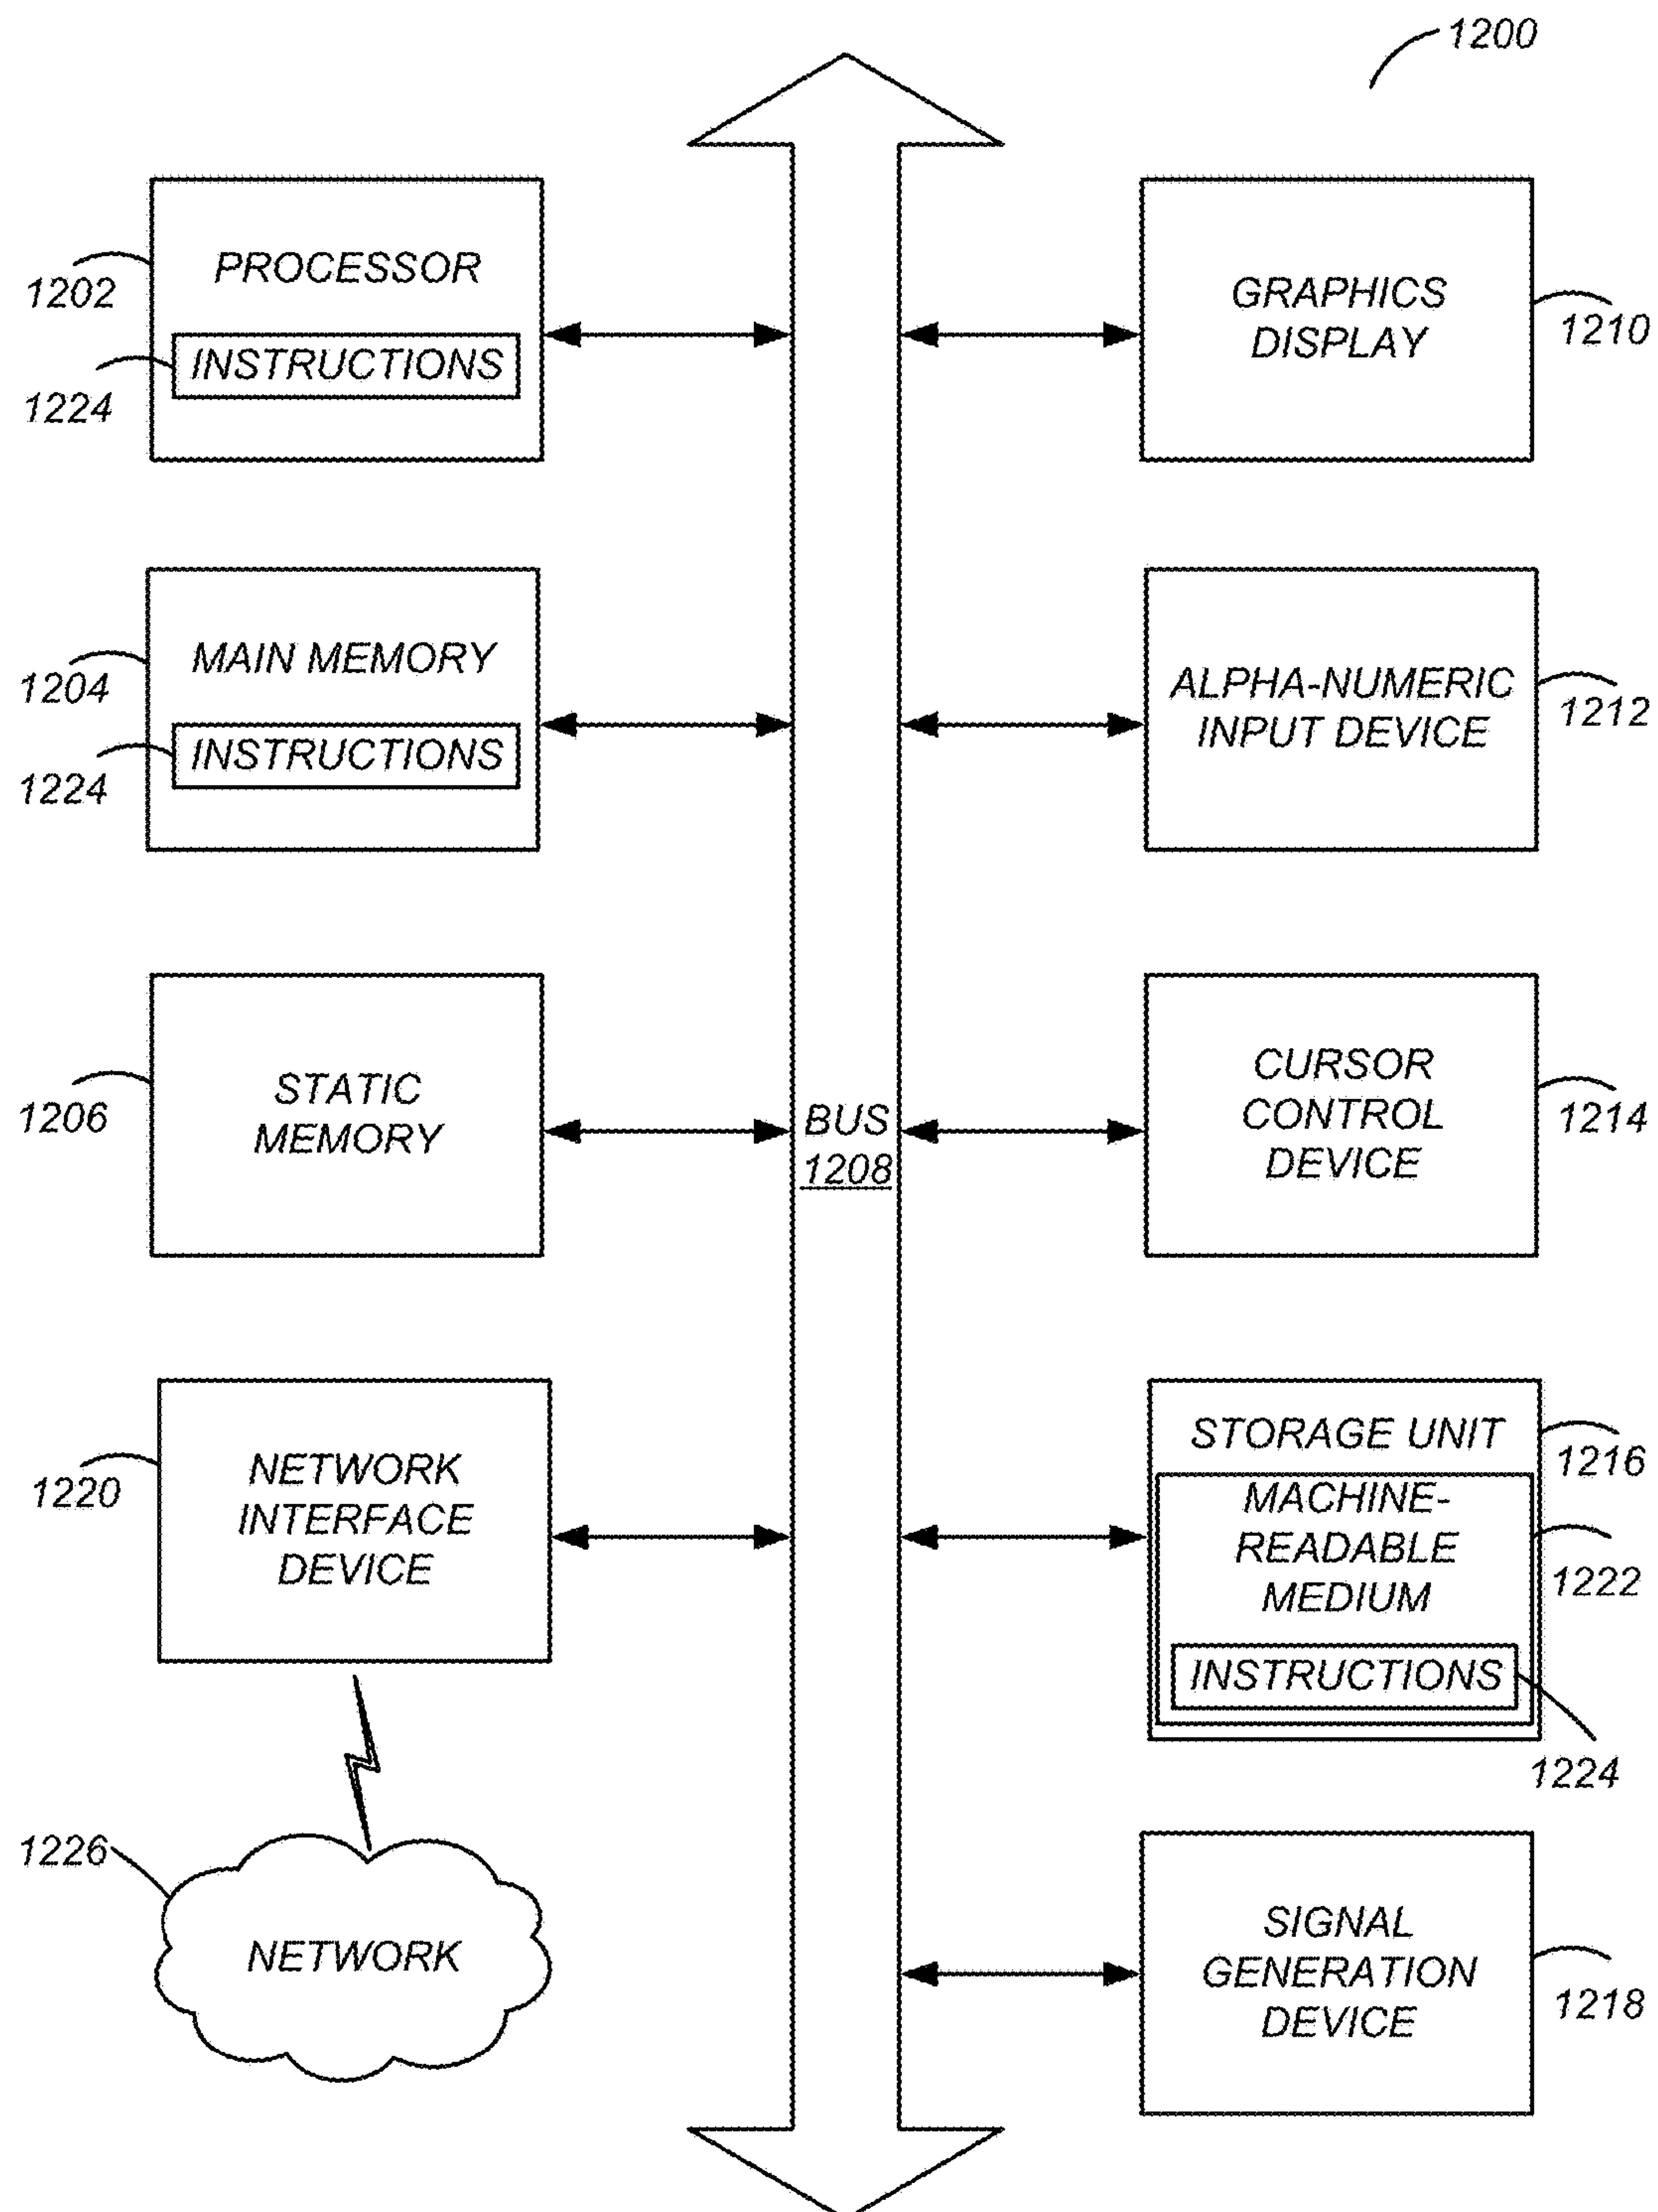 1200
PROCESSOR
1202
INSTRUCTIONS
1224
MAIN MEMORY
1204
INSTRUCTIONS
1224
STATIC
MEMORY
1206
NETWORK
INTERFACE
DEVICE
1220
1226
NETWORK
BUS
1208
GRAPHICS
DISPLAY
1210
ALPHA-NUMERIC
INPUT DEVICE
1212
CURSOR
CONTROL
DEVICE
1214
STORAGE UNIT
1216
MACHINE-
READABLE
MEDIUM
1222
INSTRUCTIONS
1224
SIGNAL
GENERATION
DEVICE
1218